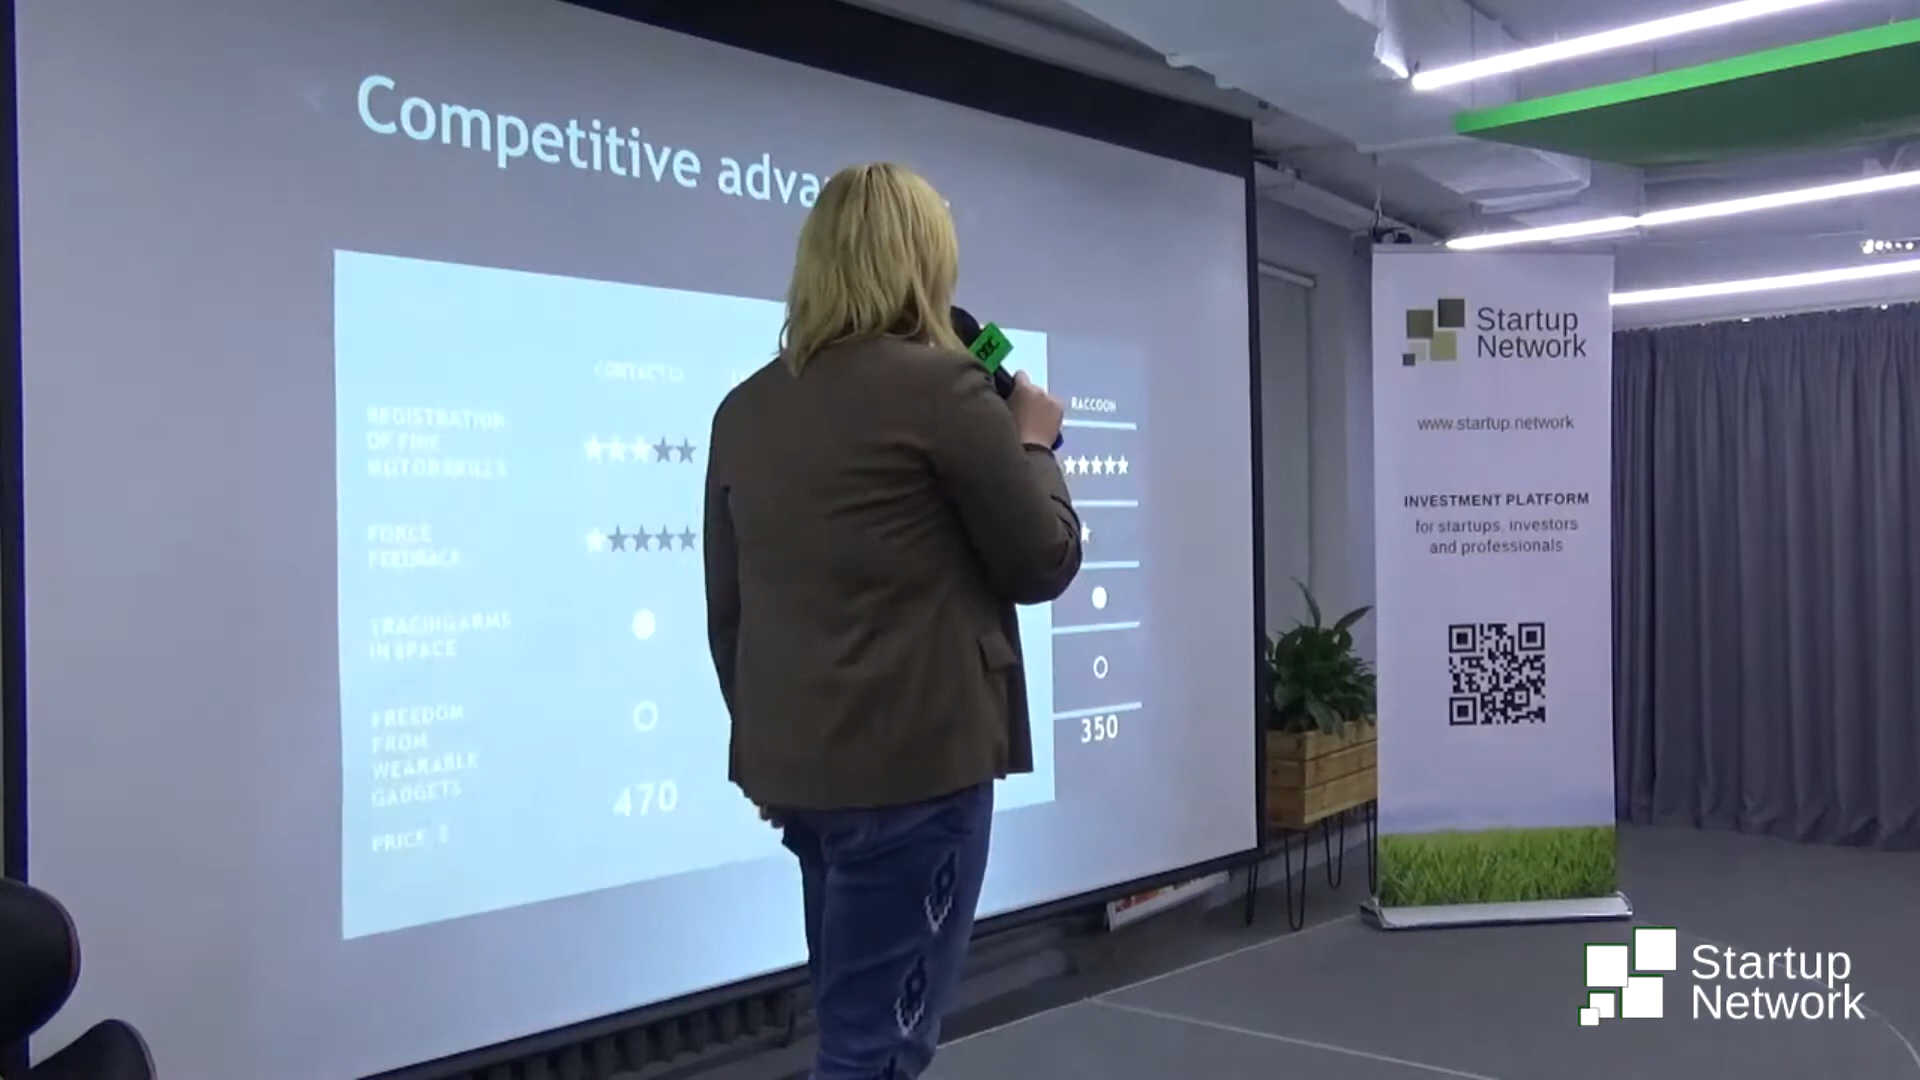 Competitive adva
CONTACT CI
RACCOON
REGISTRATION
OF FINE
MOTOR SKILLS
FORCE
FEEDBACK
TRACING ARMS
IN SPACE
FREEDOM
FROM
WEARABLE
GADGETS
PRICE, $
470
350
DEC
Startup
Network
www.startup.network
INVESTMENT PLATFORM
for startups, investors
and professionals
Startup
Network